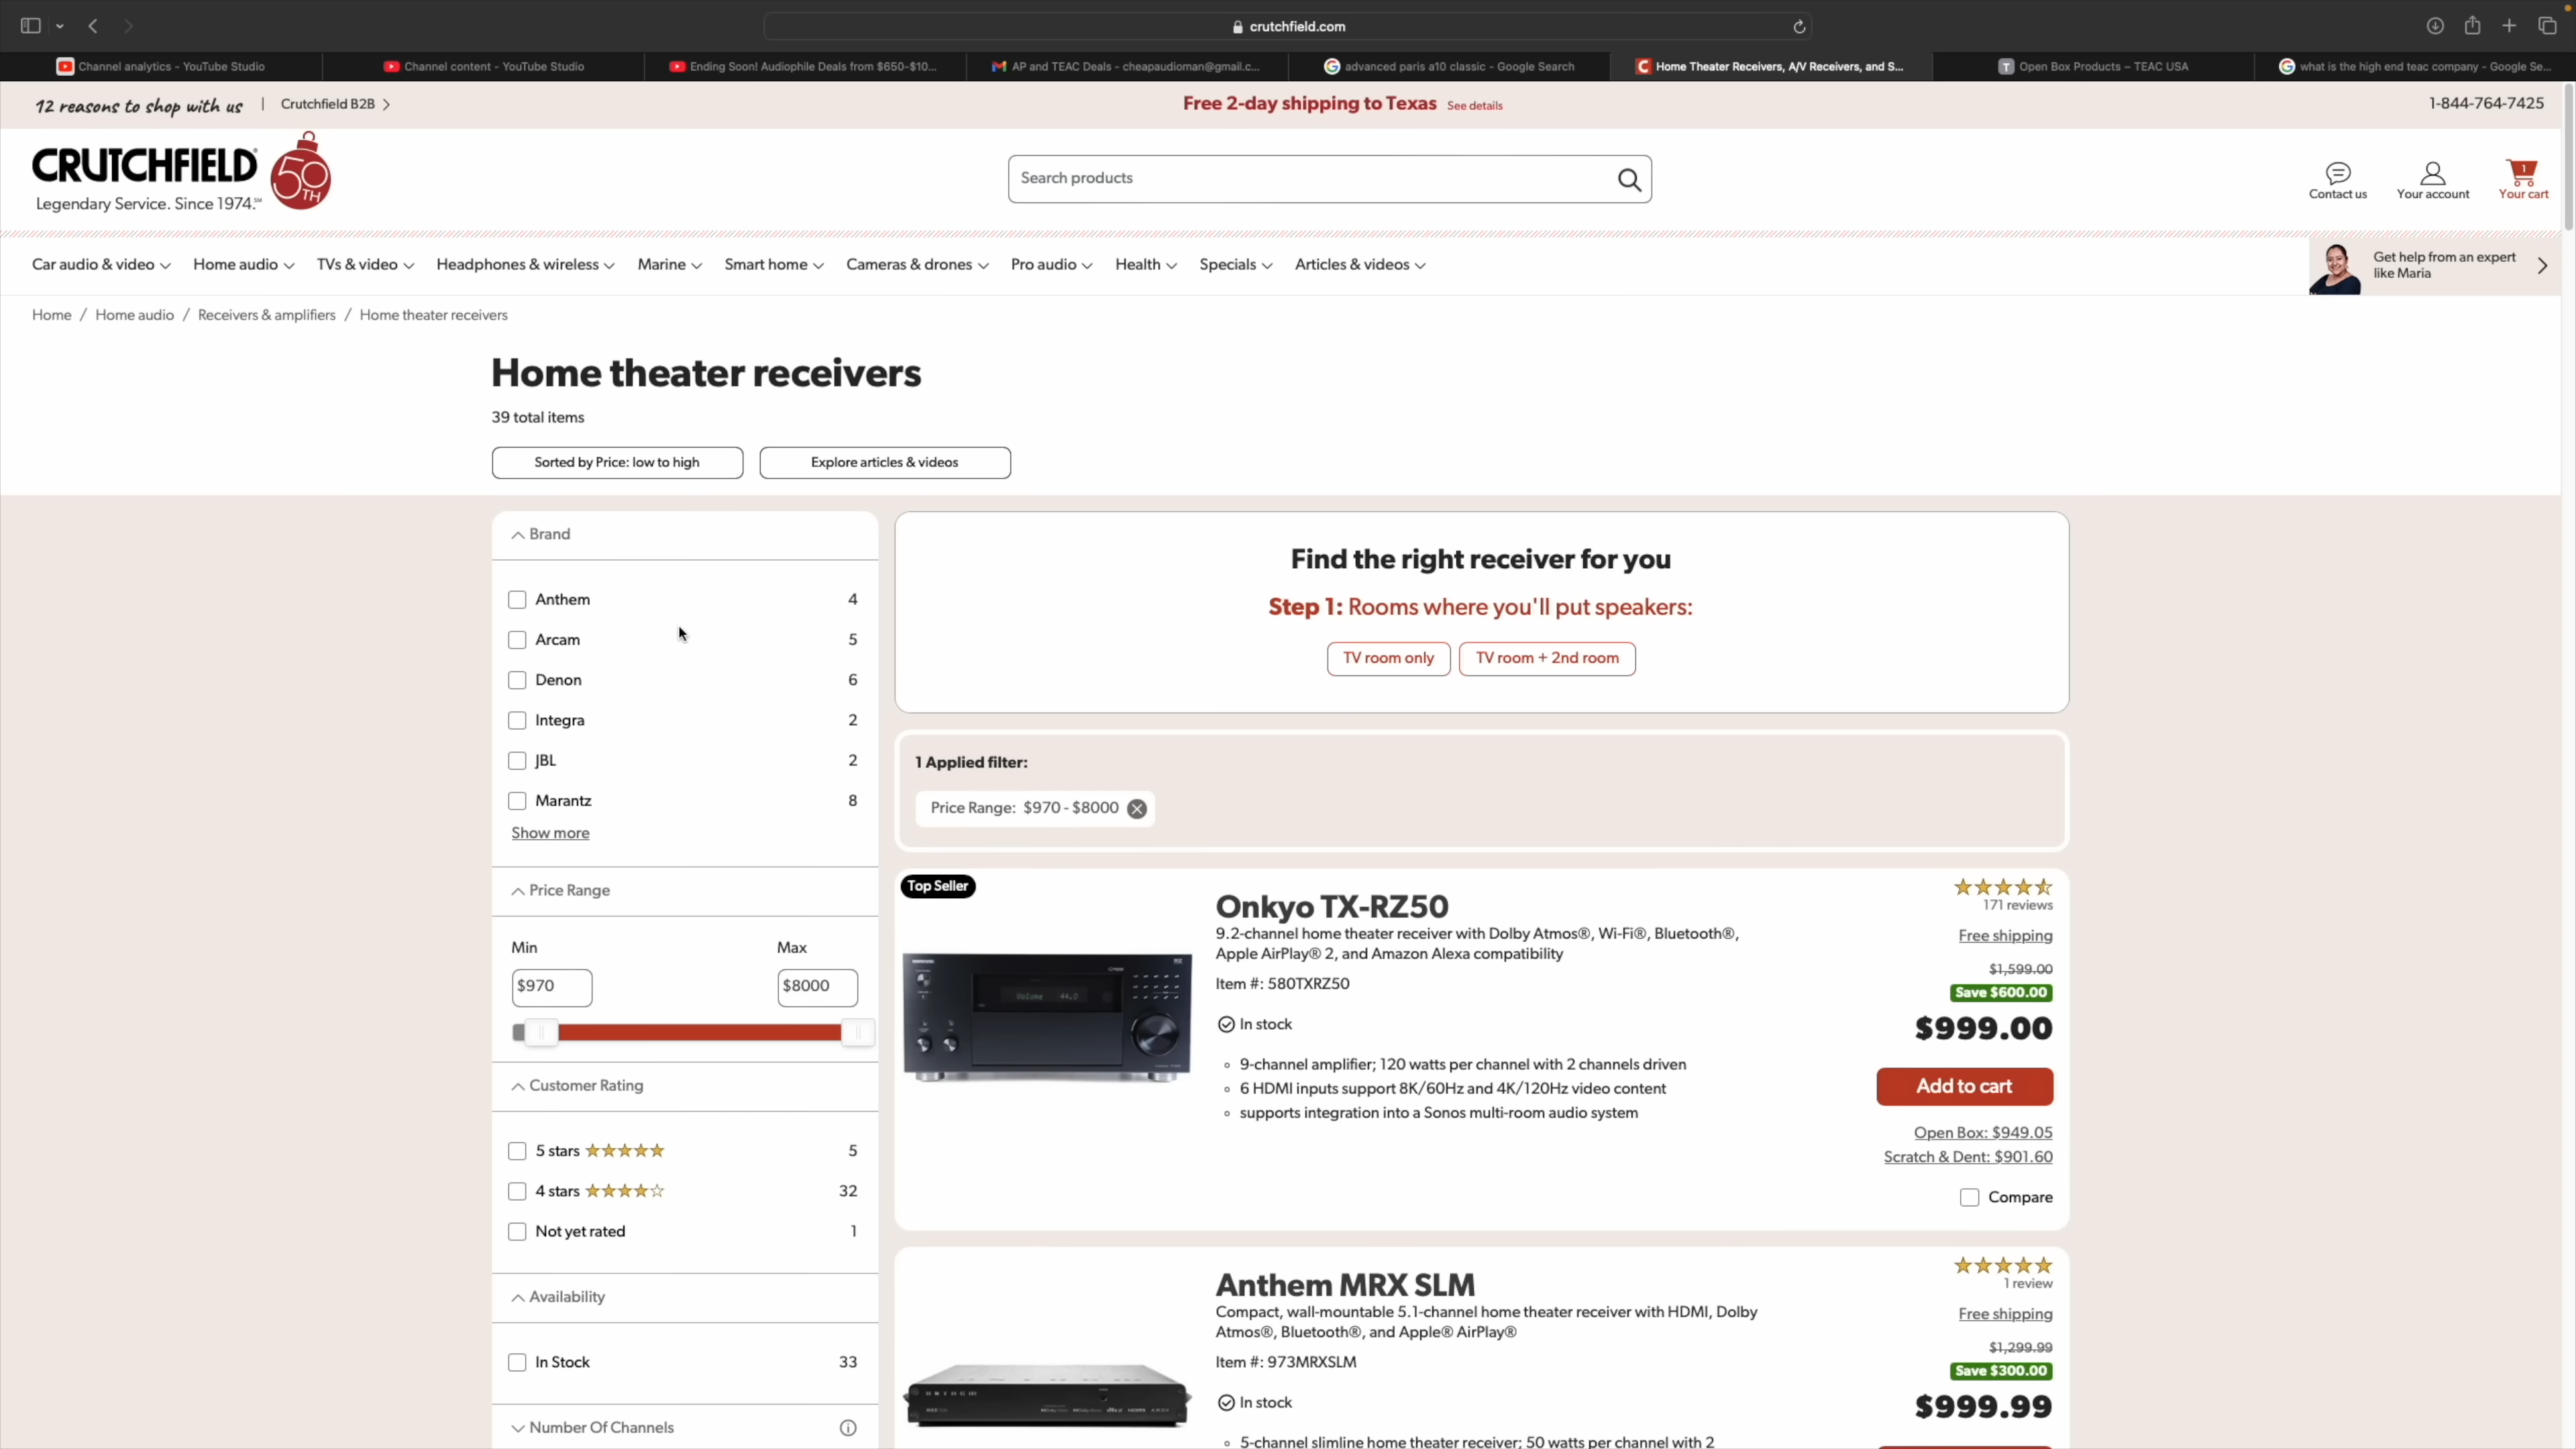 crutchfield.com
Channel analytics - YouTube Studio
Channel content - YouTube Studio
Ending Soon! Audiophile Deals from $650-$10...
AP and TEAC Deals - cheapaudioman@gmail.c...
advanced paris a10 classic - Google Search
Home Theater Receivers, A/V Receivers, and S...
Open Box Products – TEAC USA
what is the high end teac company - Google Se...
12 reasons to shop with us | Crutchfield B2B
Free 2-day shipping to Texas See details
1-844-764-7425
CRUTCHFIELD
50TH
Legendary Service. Since 1974.℠
Search products
Contact us
Your account
1
Your cart
Car audio & video
Home audio
TVs & video
Headphones & wireless
Marine
Smart home
Cameras & drones
Pro audio
Health
Specials
Articles & videos
Get help from an expert
like Maria
Home / Home audio / Receivers & amplifiers / Home theater receivers
Home theater receivers
39 total items
Sorted by Price: low to high
Explore articles & videos
Brand
Anthem 4
Arcam 5
Denon 6
Integra 2
JBL 2
Marantz 8
Show more
Price Range
Min Max
$970 $8000
Customer Rating
5 stars 5
4 stars 32
Not yet rated 1
Availability
In Stock 33
Number Of Channels
Find the right receiver for you
Step 1: Rooms where you'll put speakers:
TV room only
TV room + 2nd room
1 Applied filter:
Price Range: $970 - $8000
Top Seller
Volume 44.0
Onkyo TX-RZ50
9.2-channel home theater receiver with Dolby Atmos®, Wi-Fi®, Bluetooth®,
Apple AirPlay® 2, and Amazon Alexa compatibility
Item #: 580TXRZ50
In stock
9-channel amplifier; 120 watts per channel with 2 channels driven
6 HDMI inputs support 8K/60Hz and 4K/120Hz video content
supports integration into a Sonos multi-room audio system
171 reviews
Free shipping
$1,599.00
Save $600.00
$999.00
Add to cart
Open Box: $949.05
Scratch & Dent: $901.60
Compare
ANTHEM
Anthem MRX SLM
Compact, wall-mountable 5.1-channel home theater receiver with HDMI, Dolby
Atmos®, Bluetooth®, and Apple® AirPlay®
Item #: 973MRXSLM
In stock
5-channel slimline home theater receiver; 50 watts per channel with 2
1 review
Free shipping
$1,299.99
Save $300.00
$999.99